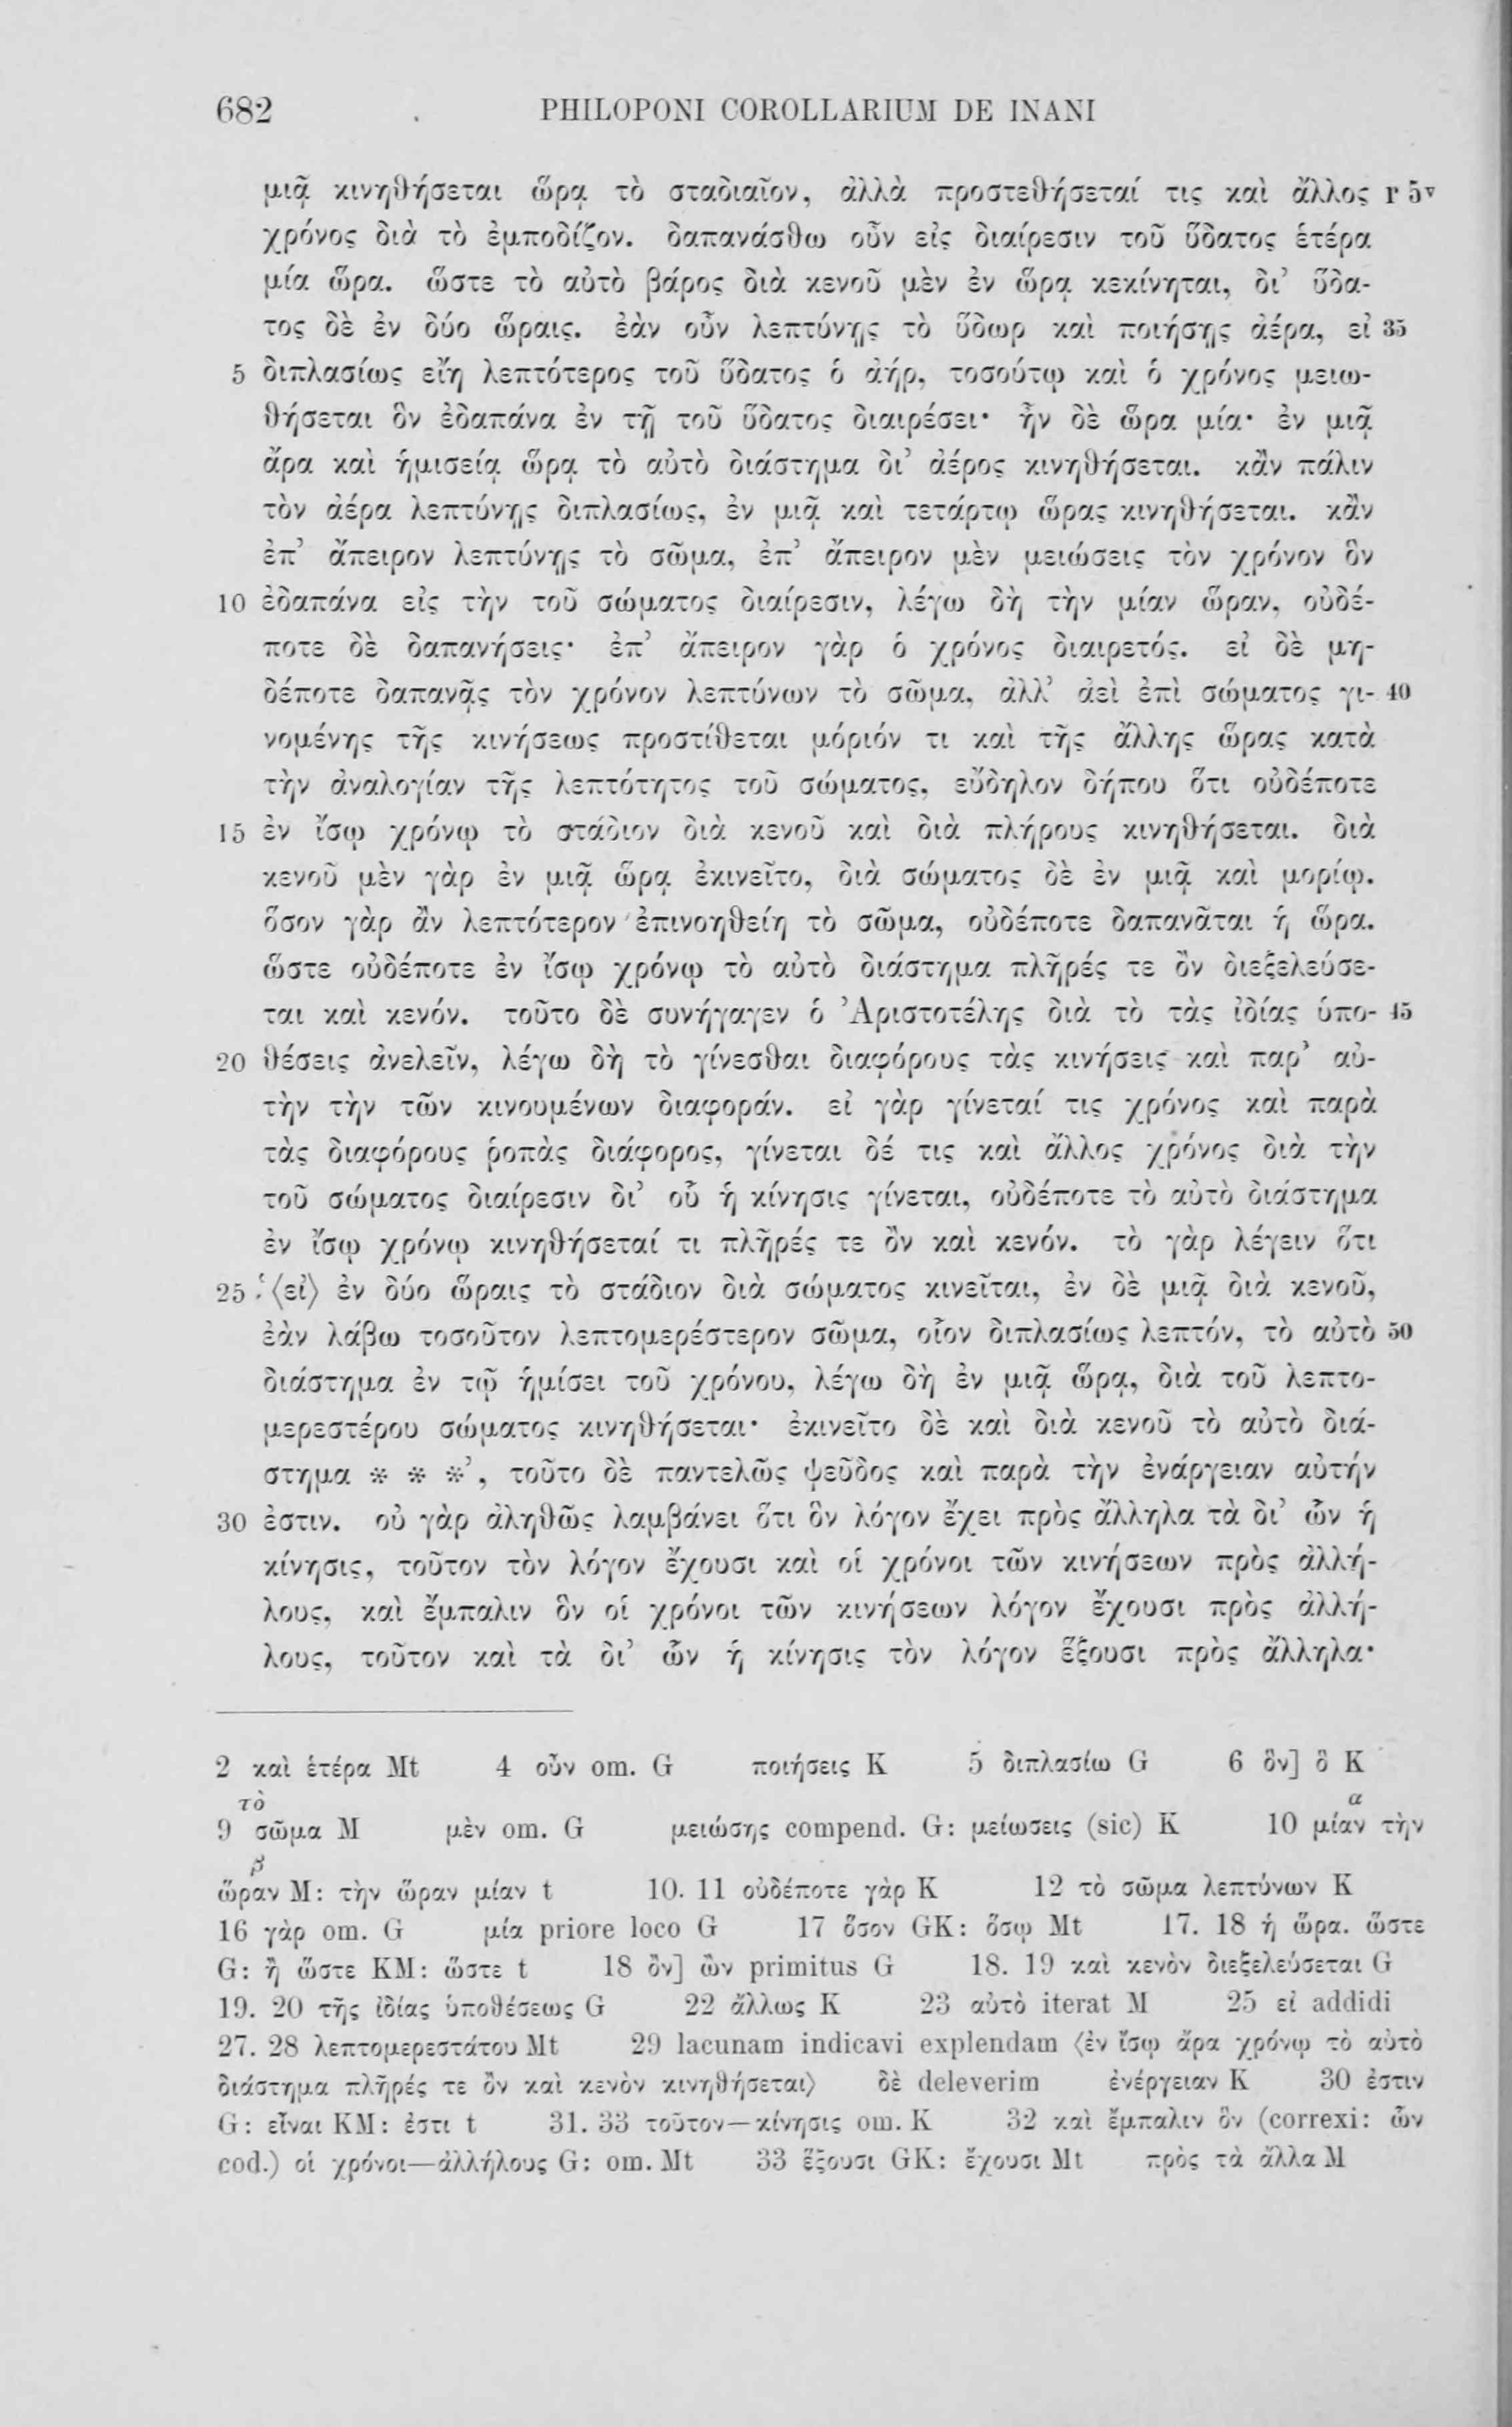 682 PHILOPONI COROLLARIUM DE INANI
μιᾷ κινηθήσεται ὥρᾳ τὸ σταδιαῖον, ἀλλὰ προστεθήσεταί τις καὶ ἄλλος r 5v
χρόνος διὰ τὸ ἐμποδίζον. δαπανάσθω οὖν εἰς διαίρεσιν τοῦ ὕδατος ἑτέρα
μία ὥρα. ὥστε τὸ αὐτὸ βάρος διὰ κενοῦ μὲν ἐν ὥρᾳ κεκίνηται, δι᾽ ὕδα-
τος δὲ ἐν δύο ὥραις. ἐὰν οὖν λεπτύνῃς τὸ ὕδωρ καὶ ποιήσῃς ἀέρα, εἰ 35
5 διπλασίως εἴη λεπτότερος τοῦ ὕδατος ὁ ἀήρ, τοσούτῳ καὶ ὁ χρόνος μειω-
θήσεται ὃν ἐδαπάνα ἐν τῇ τοῦ ὕδατος διαιρέσει· ἦν δὲ ὥρα μία· ἐν μιᾷ
ἄρα καὶ ἡμισείᾳ ὥρᾳ τὸ αὐτὸ διάστημα δι᾽ ἀέρος κινηθήσεται. κἂν πάλιν
τὸν ἀέρα λεπτύνῃς διπλασίως, ἐν μιᾷ καὶ τετάρτῳ ὥρας κινηθήσεται. κἂν
ἐπ᾽ ἄπειρον λεπτύνῃς τὸ σῶμα, ἐπ᾽ ἄπειρον μὲν μειώσεις τὸν χρόνον ὃν
10 ἐδαπάνα εἰς τὴν τοῦ σώματος διαίρεσιν, λέγω δὴ τὴν μίαν ὥραν, οὐδέ-
ποτε δὲ δαπανήσεις· ἐπ᾽ ἄπειρον γὰρ ὁ χρόνος διαιρετός. εἰ δὲ μη-
δέποτε δαπανᾷς τὸν χρόνον λεπτύνων τὸ σῶμα, ἀλλ᾽ ἀεὶ ἐπὶ σώματος γι- 40
νομένης τῆς κινήσεως προστίθεται μόριόν τι καὶ τῆς ἄλλης ὥρας κατὰ
τὴν ἀναλογίαν τῆς λεπτότητος τοῦ σώματος, εὔδηλον δήπου ὅτι οὐδέποτε
15 ἐν ἴσῳ χρόνῳ τὸ στάδιον διὰ κενοῦ καὶ διὰ πλήρους κινηθήσεται. διὰ
κενοῦ μὲν γὰρ ἐν μιᾷ ὥρᾳ ἐκινεῖτο, διὰ σώματος δὲ ἐν μιᾷ καὶ μορίῳ.
ὅσον γὰρ ἂν λεπτότερον ἐπινοηθείη τὸ σῶμα, οὐδέποτε δαπανᾶται ἡ ὥρα.
ὥστε οὐδέποτε ἐν ἴσῳ χρόνῳ τὸ αὐτὸ διάστημα πλῆρές τε ὂν διεξελεύσε-
ται καὶ κενόν. τοῦτο δὲ συνήγαγεν ὁ Ἀριστοτέλης διὰ τὸ τὰς ἰδίας ὑπο- 45
20 θέσεις ἀνελεῖν, λέγω δὴ τὸ γίνεσθαι διαφόρους τὰς κινήσεις καὶ παρ᾽ αὐ-
τὴν τὴν τῶν κινουμένων διαφοράν. εἰ γὰρ γίνεταί τις χρόνος καὶ παρὰ
τὰς διαφόρους ῥοπὰς διάφορος, γίνεται δέ τις καὶ ἄλλος χρόνος διὰ τὴν
τοῦ σώματος διαίρεσιν δι᾽ οὗ ἡ κίνησις γίνεται, οὐδέποτε τὸ αὐτὸ διάστημα
ἐν ἴσῳ χρόνῳ κινηθήσεταί τι πλῆρές τε ὂν καὶ κενόν. τὸ γὰρ λέγειν ὅτι
25 ‘〈εἰ〉 ἐν δύο ὥραις τὸ στάδιον διὰ σώματος κινεῖται, ἐν δὲ μιᾷ διὰ κενοῦ,
ἐὰν λάβω τοσοῦτον λεπτομερέστερον σῶμα, οἷον διπλασίως λεπτόν, τὸ αὐτὸ 50
διάστημα ἐν τῷ ἡμίσει τοῦ χρόνου, λέγω δὴ ἐν μιᾷ ὥρᾳ, διὰ τοῦ λεπτο-
μερεστέρου σώματος κινηθήσεται· ἐκινεῖτο δὲ καὶ διὰ κενοῦ τὸ αὐτὸ διά-
στημα * * *’, τοῦτο δὲ παντελῶς ψεῦδος καὶ παρὰ τὴν ἐνάργειαν αὐτήν
30 ἐστιν. οὐ γὰρ ἀληθῶς λαμβάνει ὅτι ὃν λόγον ἔχει πρὸς ἄλληλα τὰ δι᾽ ὧν ἡ
κίνησις, τοῦτον τὸν λόγον ἔχουσι καὶ οἱ χρόνοι τῶν κινήσεων πρὸς ἀλλή-
λους, καὶ ἔμπαλιν ὃν οἱ χρόνοι τῶν κινήσεων λόγον ἔχουσι πρὸς ἀλλή-
λους, τοῦτον καὶ τὰ δι᾽ ὧν ἡ κίνησις τὸν λόγον ἕξουσι πρὸς ἄλληλα·
2 καὶ ἑτέρα Mt 4 οὖν om. G ποιήσεις K 5 διπλασίω G 6 ὃν] ὃ K
τὸ α
9 σῶμα M μὲν om. G μειώσης compend. G: μείωσεις (sic) K 10 μίαν τὴν
β
ὥραν M: τὴν ὥραν μίαν t 10. 11 οὐδέποτε γὰρ K 12 τὸ σῶμα λεπτύνων K
16 γὰρ om. G μία priore loco G 17 ὅσον GK: ὅσῳ Mt 17. 18 ἡ ὥρα. ὥστε
G: ἢ ὥστε KM: ὥστε t 18 ὂν] ὢν primitus G 18. 19 καὶ κενὸν διεξελεύσεται G
19. 20 τῆς ἰδίας ὑποθέσεως G 22 ἄλλως K 23 αὐτὸ iterat M 25 εἰ addidi
27. 28 λεπτομερεστάτου Mt 29 lacunam indicavi explendam 〈ἐν ἴσῳ ἄρα χρόνῳ τὸ αὐτὸ
διάστημα πλῆρές τε ὂν καὶ κενὸν κινηθήσεται〉 δὲ deleverim ἐνέργειαν K 30 ἐστιν
G: εἶναι KM: ἐστι t 31. 33 τοῦτον—κίνησις om. K 32 καὶ ἔμπαλιν ὃν (correxi: ὧν
cod.) οἱ χρόνοι—ἀλλήλους G: om. Mt 33 ἕξουσι GK: ἔχουσι Mt πρὸς τὰ ἄλλα M